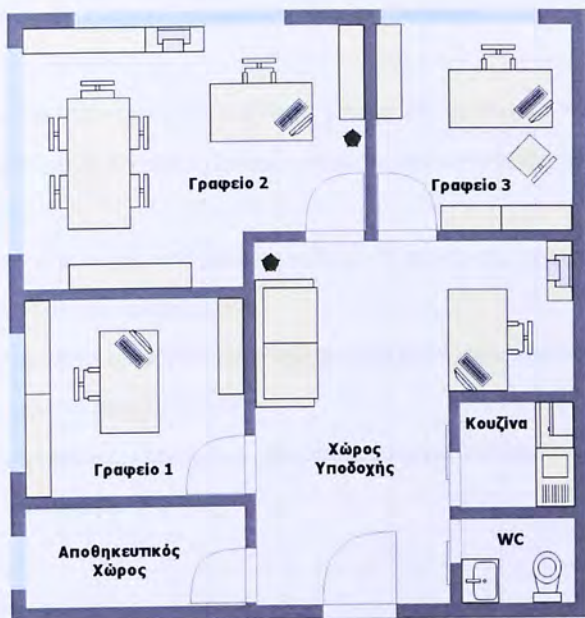 Γραφείο 2
Γραφείο 3
Γραφείο 1
Χώρος
Υποδοχής
Κουζίνα
Αποθηκευτικός
Χώρος
WC